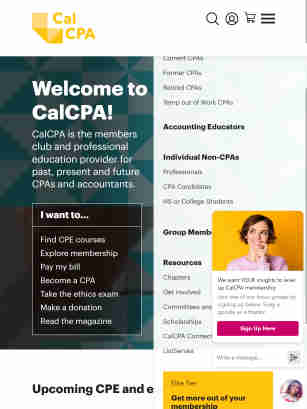 Cal
CPA
Current CPAs
Former CPAs
Retired CPAs
Temp out of Work CPAs
Accounting Educators
Individual Non-CPAs
Professionals
CPA Candidates
HS or College Students
Group Memb
Resources
Chapters
Get Involved
Committees and
Scholarships
CalCPA Connect
ListServes
Welcome to
CalCPA!
CalCPA is the members
club and professional
education provider for
past, present and future
CPAs and accountants.
I want to...
Find CPE courses
Explore membership
Pay my bill
Become a CPA
Take the ethics exam
Make a donation
Read the magazine
We want YOUR insights to level
up CalCPA membership
Sign Up Here
Write a message...
Upcoming CPE and e
Elite Tier
Get more out of your
membership